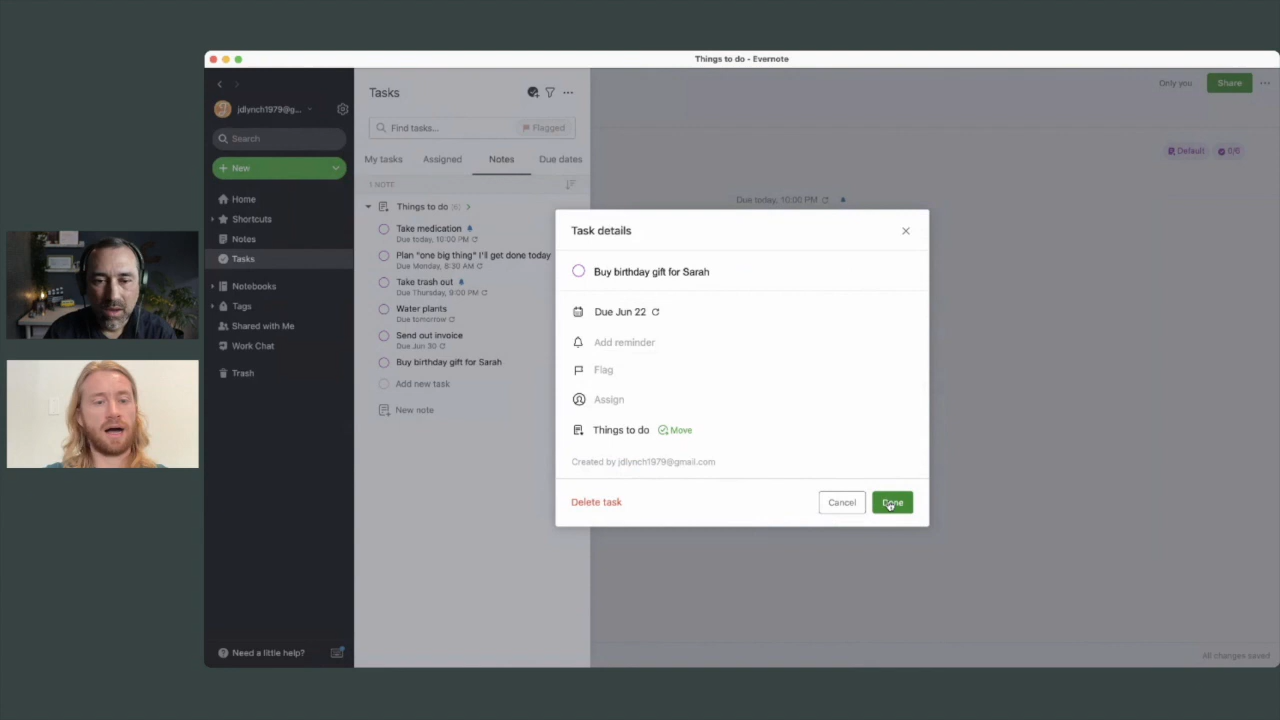 Things to do - Evernote
jdlynch1979@g...
Search
New
Home
Shortcuts
Notes
Tasks
Notebooks
Tags
Shared with Me
Work Chat
Trash
Need a little help?
Tasks
Find tasks...
Flagged
My tasks
Assigned
Notes
Due dates
1 NOTE
Things to do
Take medication
Due today, 10:00 PM
Plan "one big thing" I'll get done today
Due Monday, 8:30 AM
Take trash out
Due Thursday, 9:00 PM
Water plants
Due tomorrow
Send out invoice
Due Jun 30
Buy birthday gift for Sarah
Add new task
New note
Only you
Share
Default
0/6
Due today, 10:00 PM
Task details
Buy birthday gift for Sarah
Due Jun 22
Add reminder
Flag
Assign
Things to do
Move
Created by jdlynch1979@gmail.com
Delete task
Cancel
Done
All changes saved